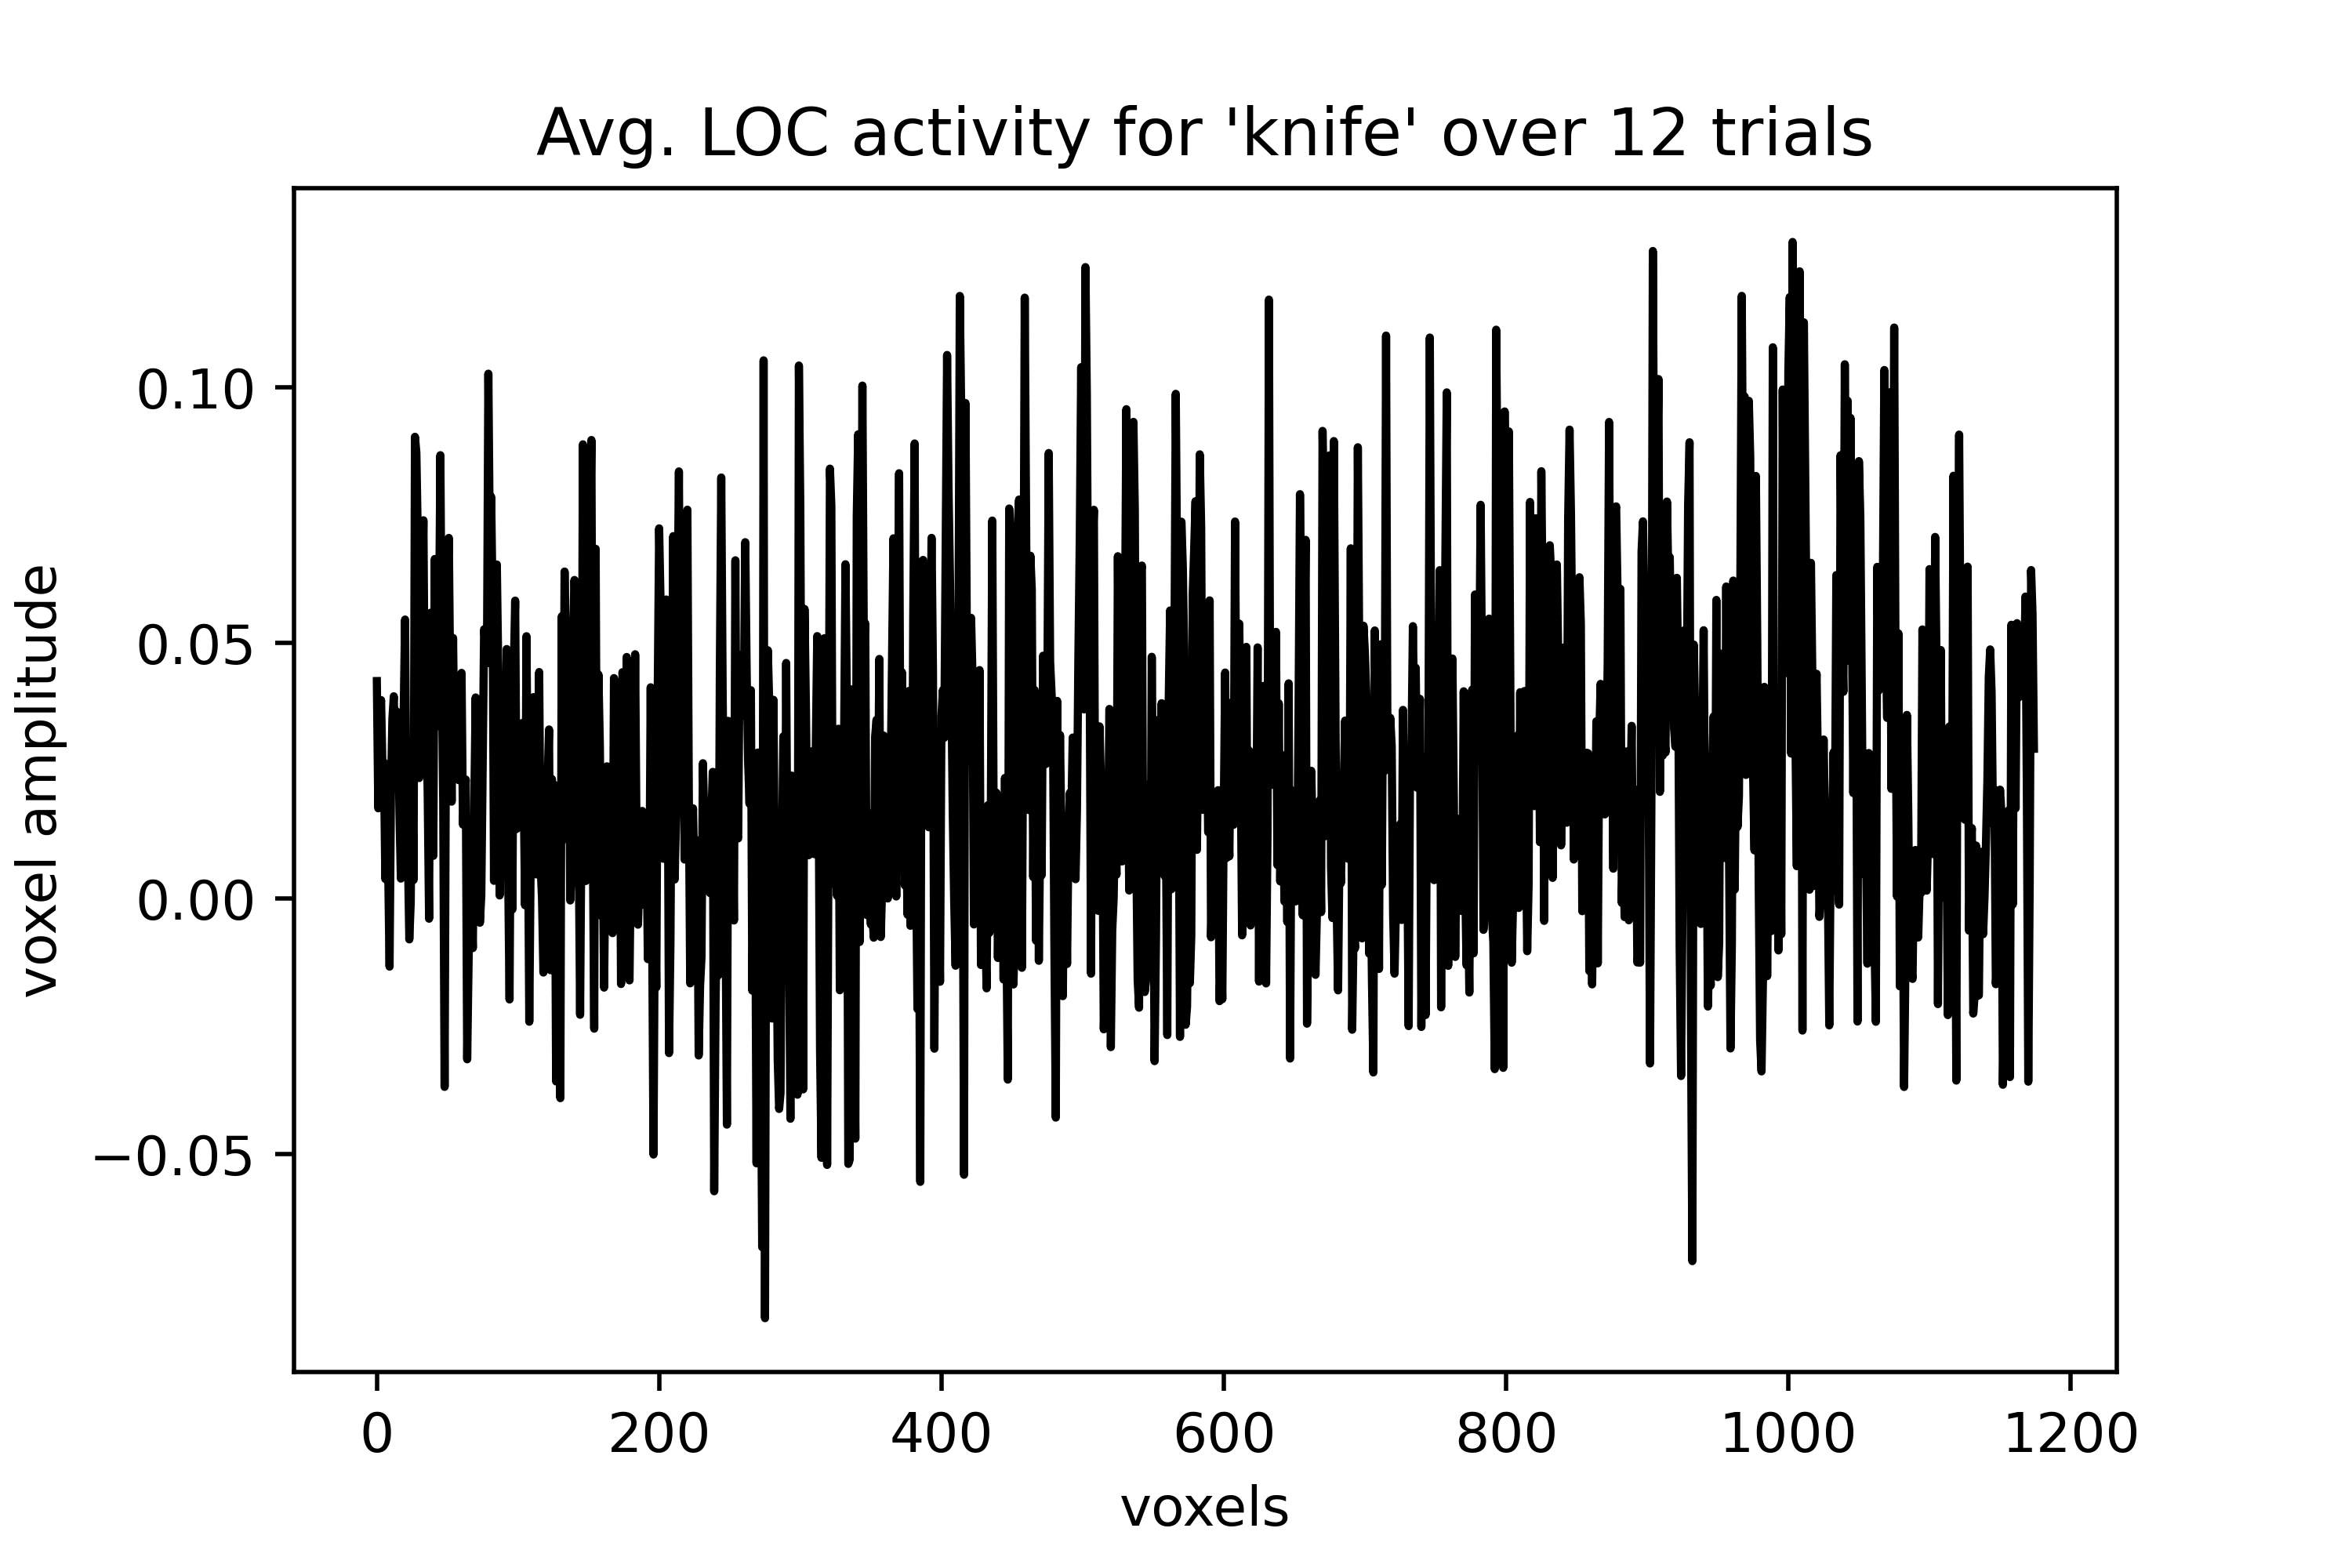 Avg. LOC activity for 'knife' over 12 trials
voxel amplitude
0.10
0.05
0.00
−0.05
0 200 400 600 800 1000 1200
voxels